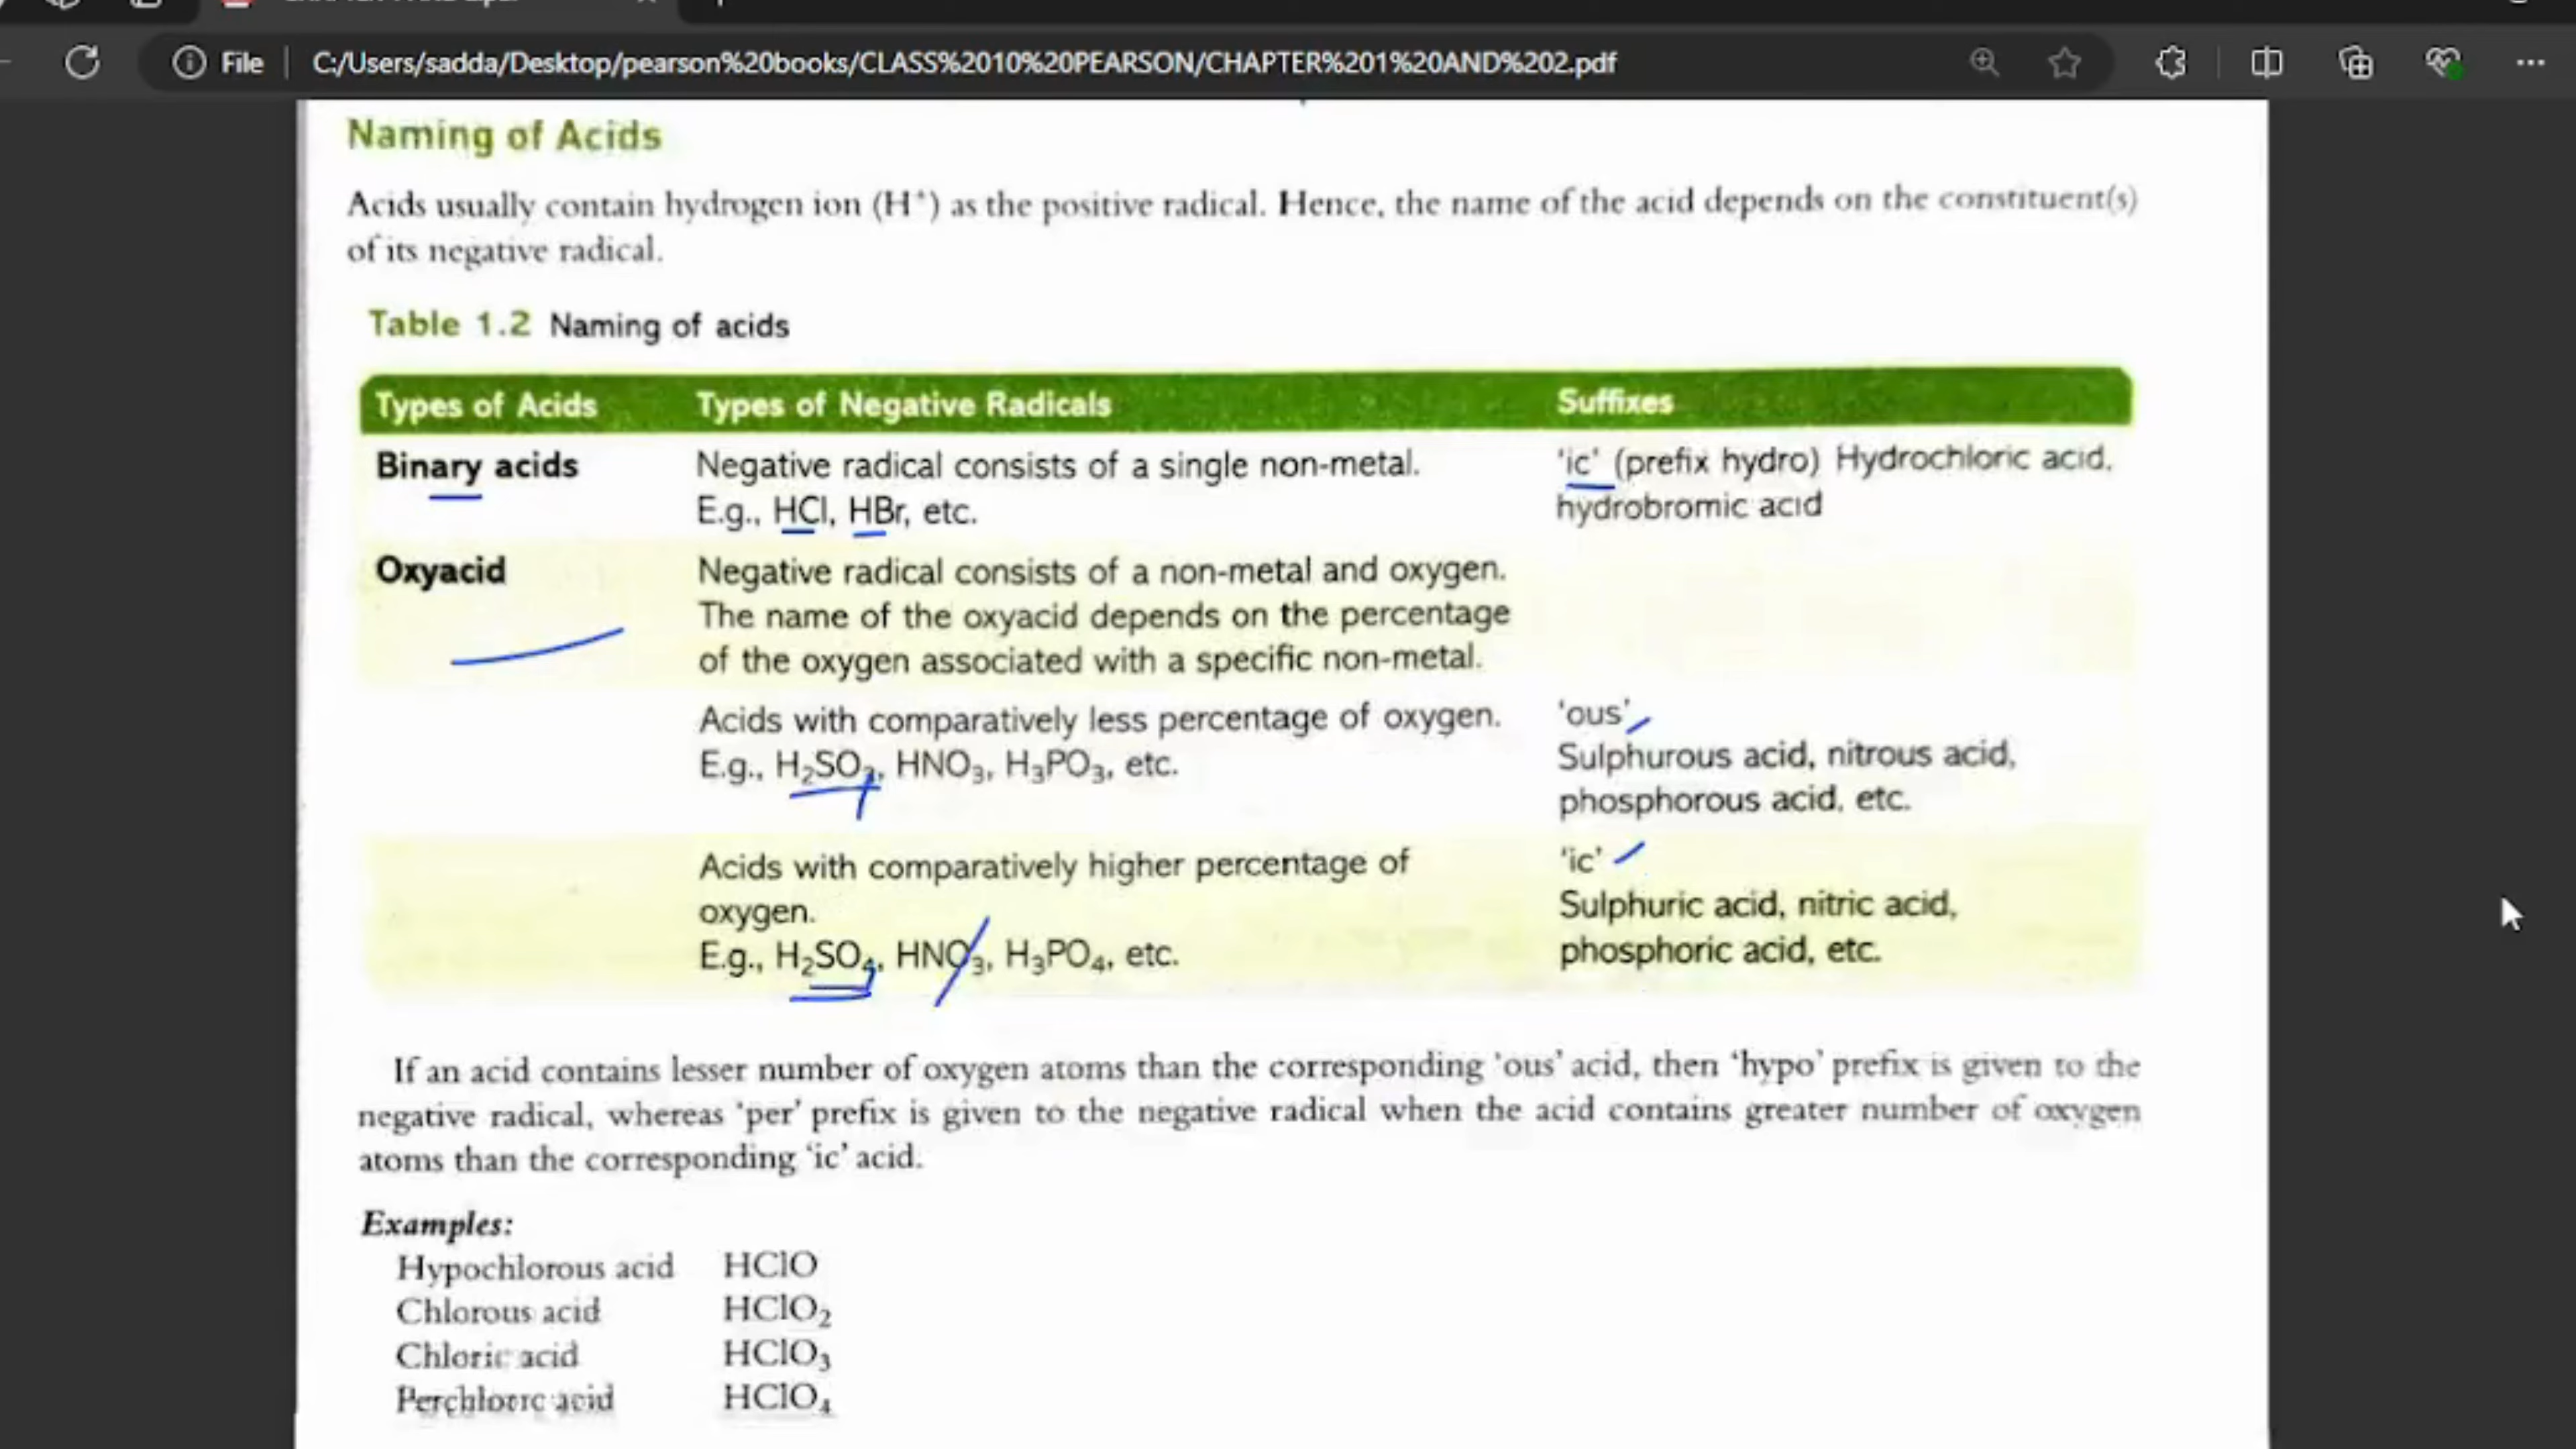 File
C:/Users/sadda/Desktop/pearson%20books/CLASS%2010%20PEARSON/CHAPTER%201%20AND%202.pdf
Naming of Acids
Acids usually contain hydrogen ion (H⁺) as the positive radical. Hence, the name of the acid depends on the constituent(s)
of its negative radical.
Table 1.2 Naming of acids
Types of Acids Types of Negative Radicals Suffixes
Binary acids Negative radical consists of a single non-metal. 'ic' (prefix hydro) Hydrochloric acid,
E.g., HCl, HBr, etc. hydrobromic acid
Oxyacid Negative radical consists of a non-metal and oxygen.
The name of the oxyacid depends on the percentage
of the oxygen associated with a specific non-metal.
Acids with comparatively less percentage of oxygen. 'ous'
E.g., H₂SO₃, HNO₃, H₃PO₃, etc. Sulphurous acid, nitrous acid,
phosphorous acid, etc.
Acids with comparatively higher percentage of 'ic'
oxygen. Sulphuric acid, nitric acid,
E.g., H₂SO₄, HNO₃, H₃PO₄, etc. phosphoric acid, etc.
If an acid contains lesser number of oxygen atoms than the corresponding 'ous' acid, then 'hypo' prefix is given to the
negative radical, whereas 'per' prefix is given to the negative radical when the acid contains greater number of oxygen
atoms than the corresponding 'ic' acid.
Examples:
Hypochlorous acid HClO
Chlorous acid HClO₂
Chloric acid HClO₃
Perchloric acid HClO₄